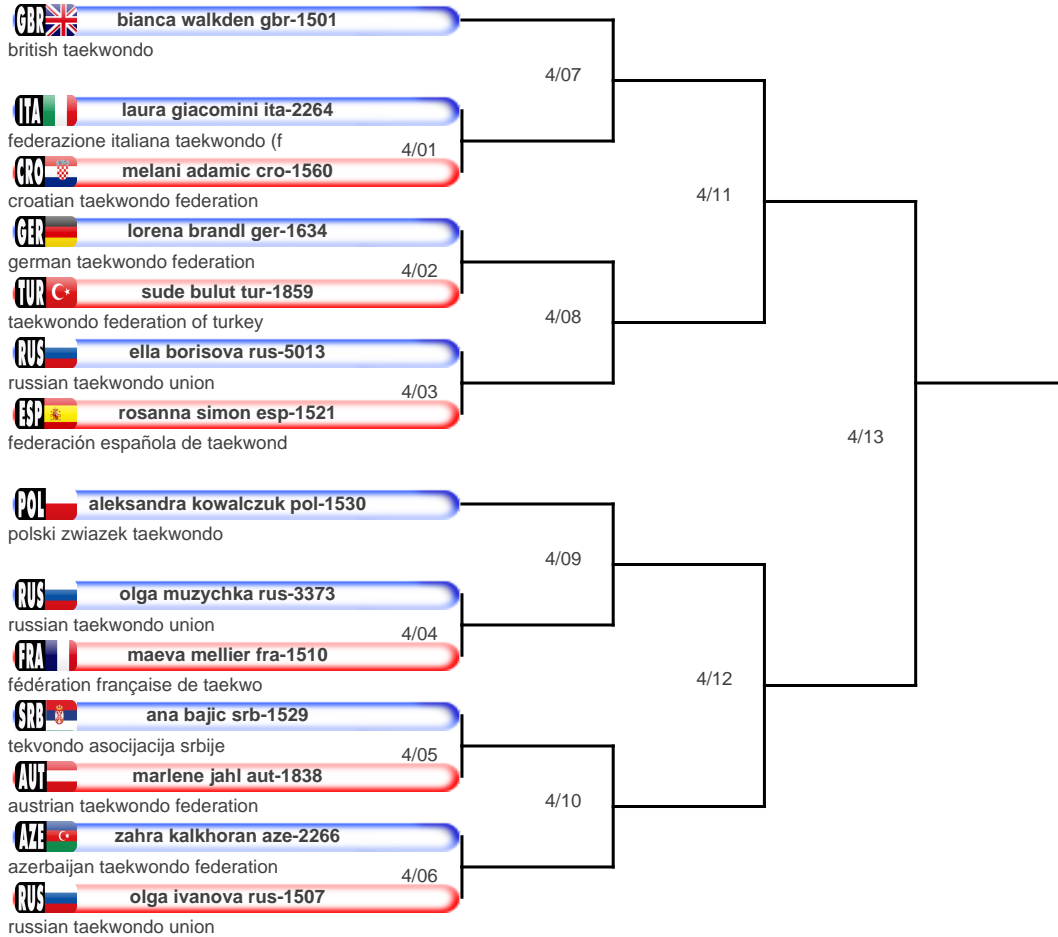 GBR bianca walkden gbr-1501
british taekwondo
4/07
ITA laura giacomini ita-2264
federazione italiana taekwondo (f
4/01
CRO melani adamic cro-1560
croatian taekwondo federation
4/11
GER lorena brandl ger-1634
german taekwondo federation
4/02
TUR sude bulut tur-1859
taekwondo federation of turkey
4/08
RUS ella borisova rus-5013
russian taekwondo union
4/03
ESP rosanna simon esp-1521
federación española de taekwond
4/13
POL aleksandra kowalczuk pol-1530
polski zwiazek taekwondo
4/09
RUS olga muzychka rus-3373
russian taekwondo union
4/04
FRA maeva mellier fra-1510
fédération française de taekwo
4/12
SRB ana bajic srb-1529
tekvondo asocijacija srbije
4/05
AUT marlene jahl aut-1838
austrian taekwondo federation
4/10
AZE zahra kalkhoran aze-2266
azerbaijan taekwondo federation
4/06
RUS olga ivanova rus-1507
russian taekwondo union